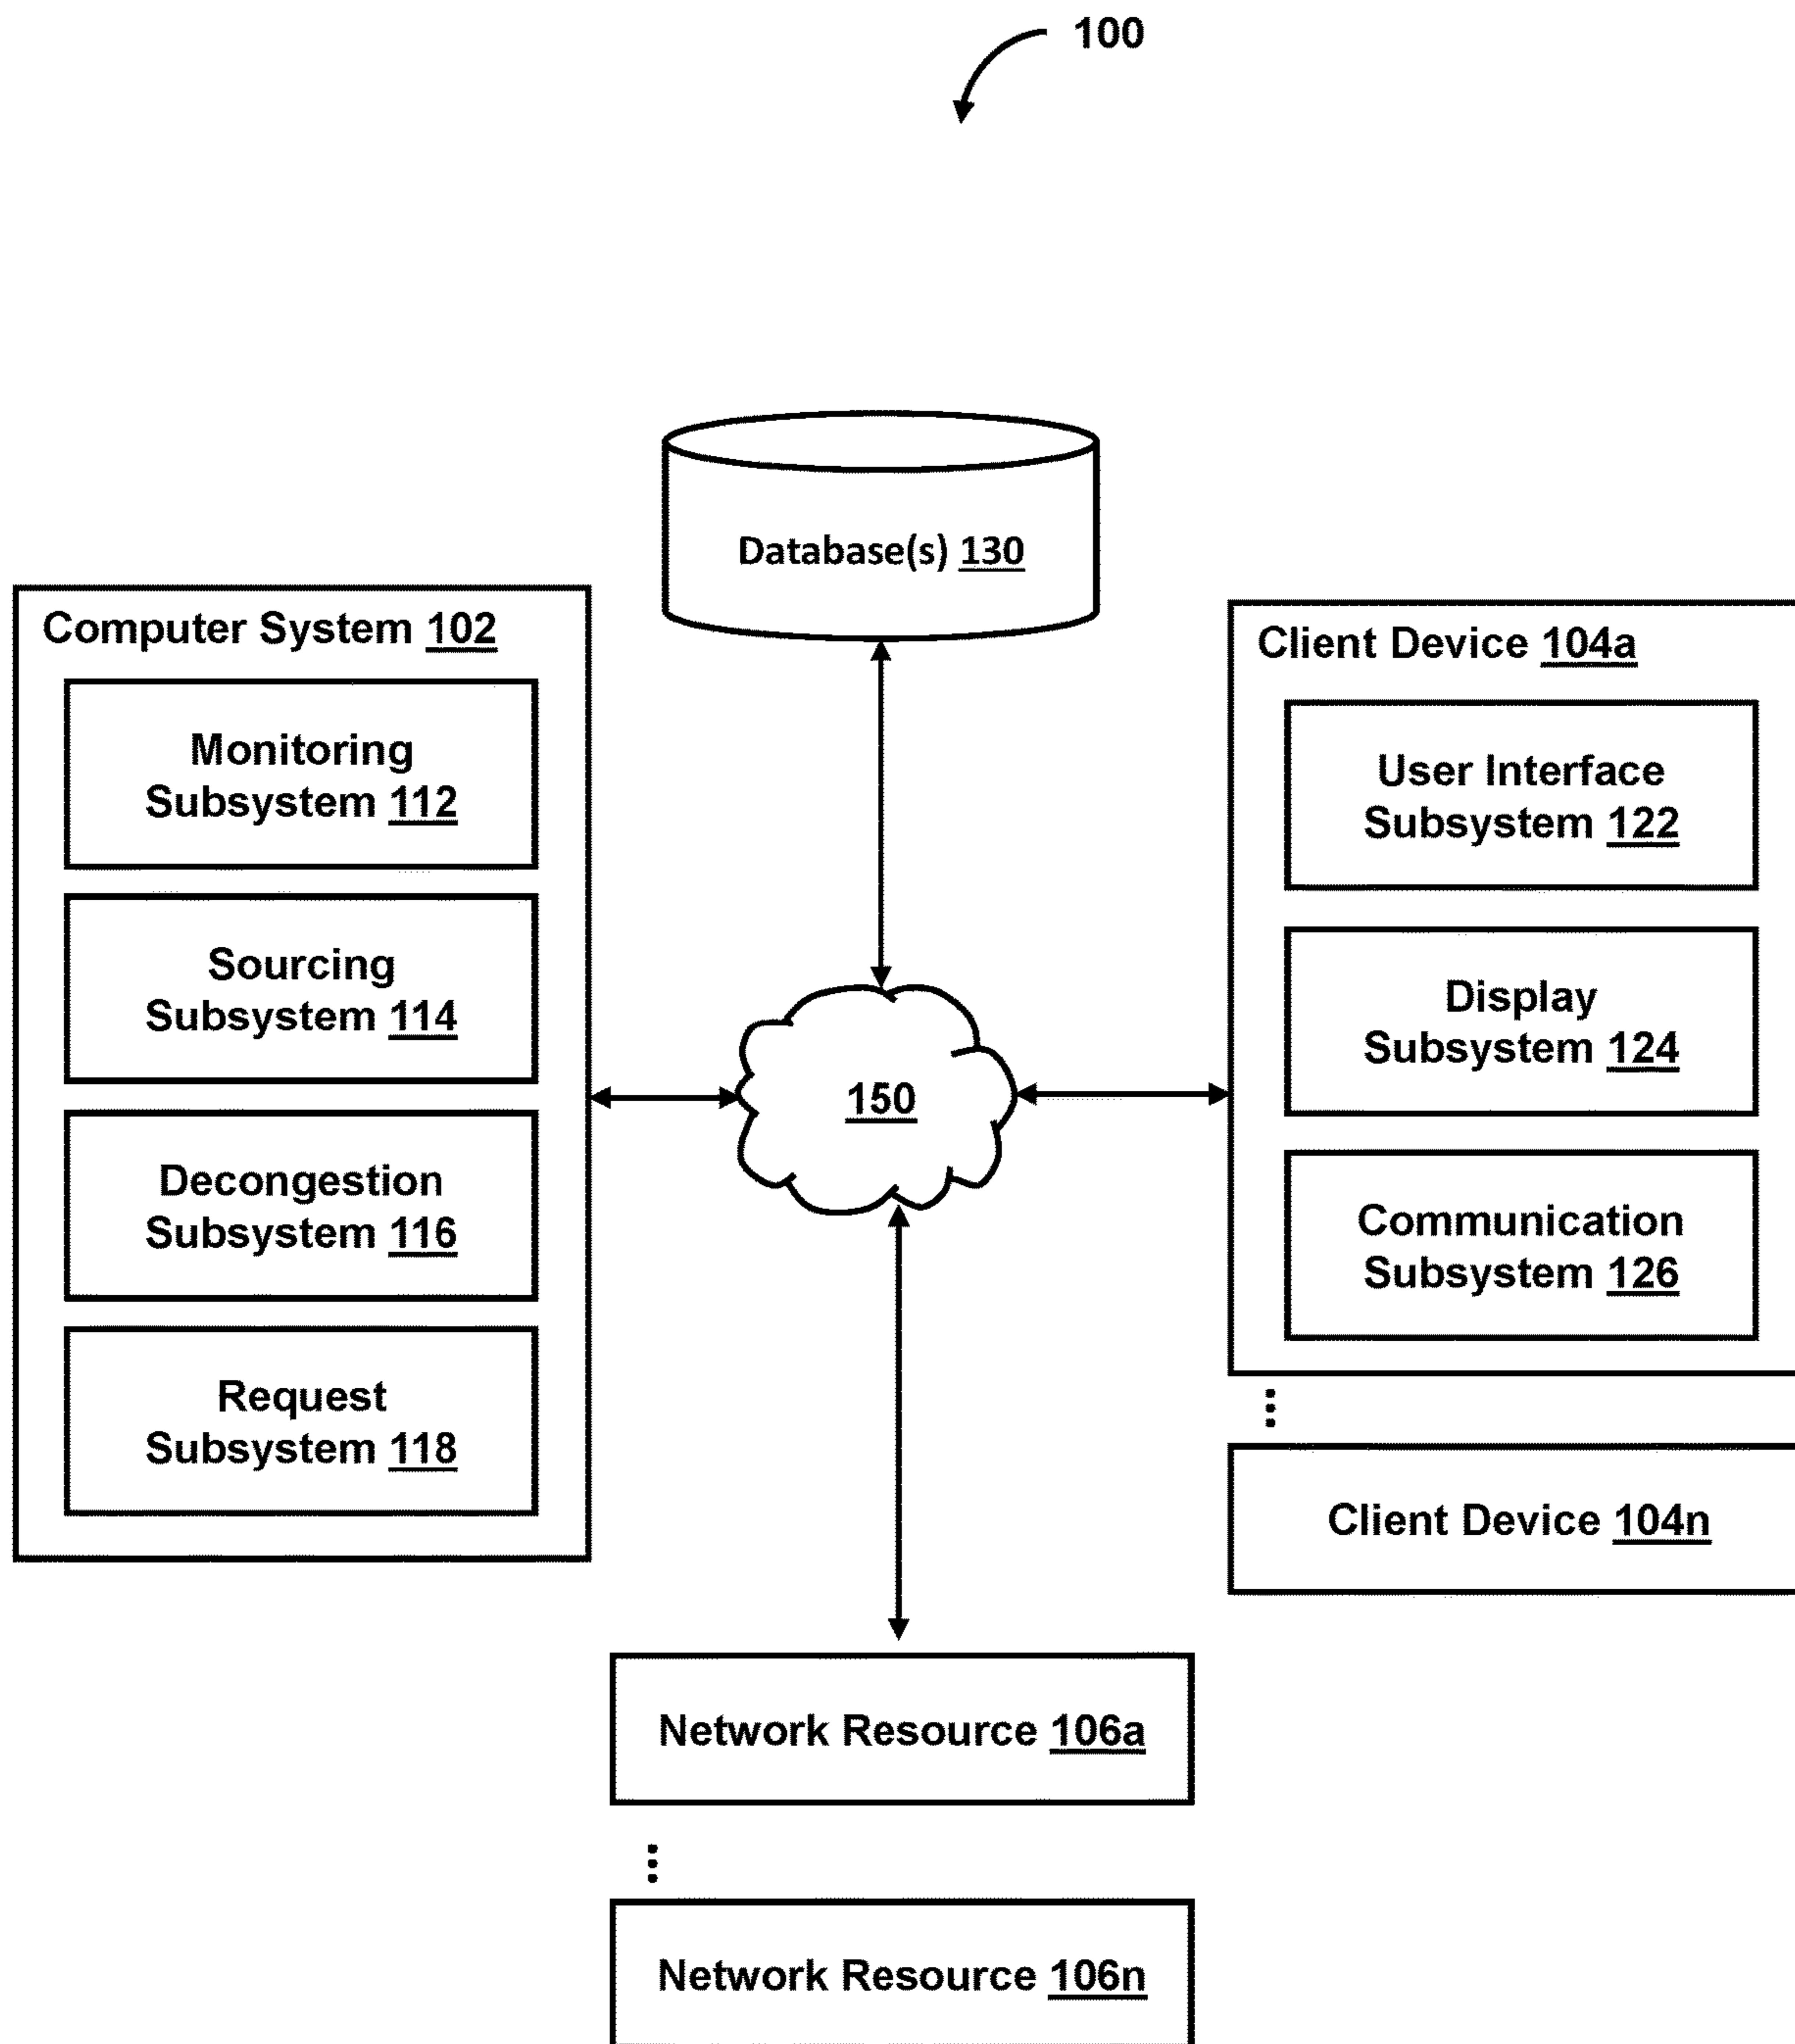 100
Database(s) 130
Computer System 102
Monitoring
Subsystem 112
Sourcing
Subsystem 114
Decongestion
Subsystem 116
Request
Subsystem 118
150
Client Device 104a
User Interface
Subsystem 122
Display
Subsystem 124
Communication
Subsystem 126
⋮
Client Device 104n
Network Resource 106a
⋮
Network Resource 106n